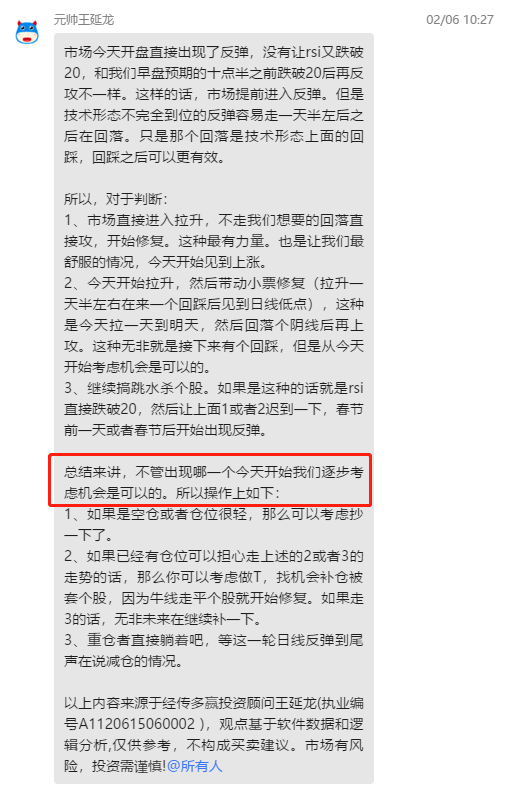 元帅王延龙
02/06 10:27
市场今天开盘直接出现了反弹，没有让rsi又跌破
20，和我们早盘预期的十点半之前跌破20后再反
攻不一样。这样的话，市场提前进入反弹。但是
技术形态不完全到位的反弹容易走一天半左后之
后在回落。只是那个回落是技术形态上面的回
踩，回踩之后可以更有效。
所以，对于判断：
1、市场直接进入拉升，不走我们想要的回落直
接攻，开始修复。这种最有力量。也是让我们最
舒服的情况，今天开始见到上涨。
2、今天开始拉升，然后带动小票修复（拉升一
天半左右在来一个回踩后见到日线低点），这种
是今天拉一天到明天，然后回落个阴线后再上
攻。这种无非就是接下来有个回踩，但是从今天
开始考虑机会是可以的。
3、继续搞跳水杀个股。如果是这种的话就是rsi
直接跌破20，然后让上面1或者2迟到一下，春节
前一天或者春节后开始出现反弹。
总结来讲，不管出现哪一个今天开始我们逐步考
虑机会是可以的。所以操作上如下：
1、如果是空仓或者仓位很轻，那么可以考虑抄
一下了。
2、如果已经有仓位可以担心走上述的2或者3的
走势的话，那么你可以考虑做T，找机会补仓被
套个股，因为牛线走平个股就开始修复。如果走
3的话，无非未来在继续补一下。
3、重仓者直接躺着吧，等这一轮日线反弹到尾
声在说减仓的情况。
以上内容来源于经传多赢投资顾问王延龙(执业编
号A1120615060002 )，观点基于软件数据和逻
辑分析,仅供参考，不构成买卖建议。市场有风
险，投资需谨慎!@所有人